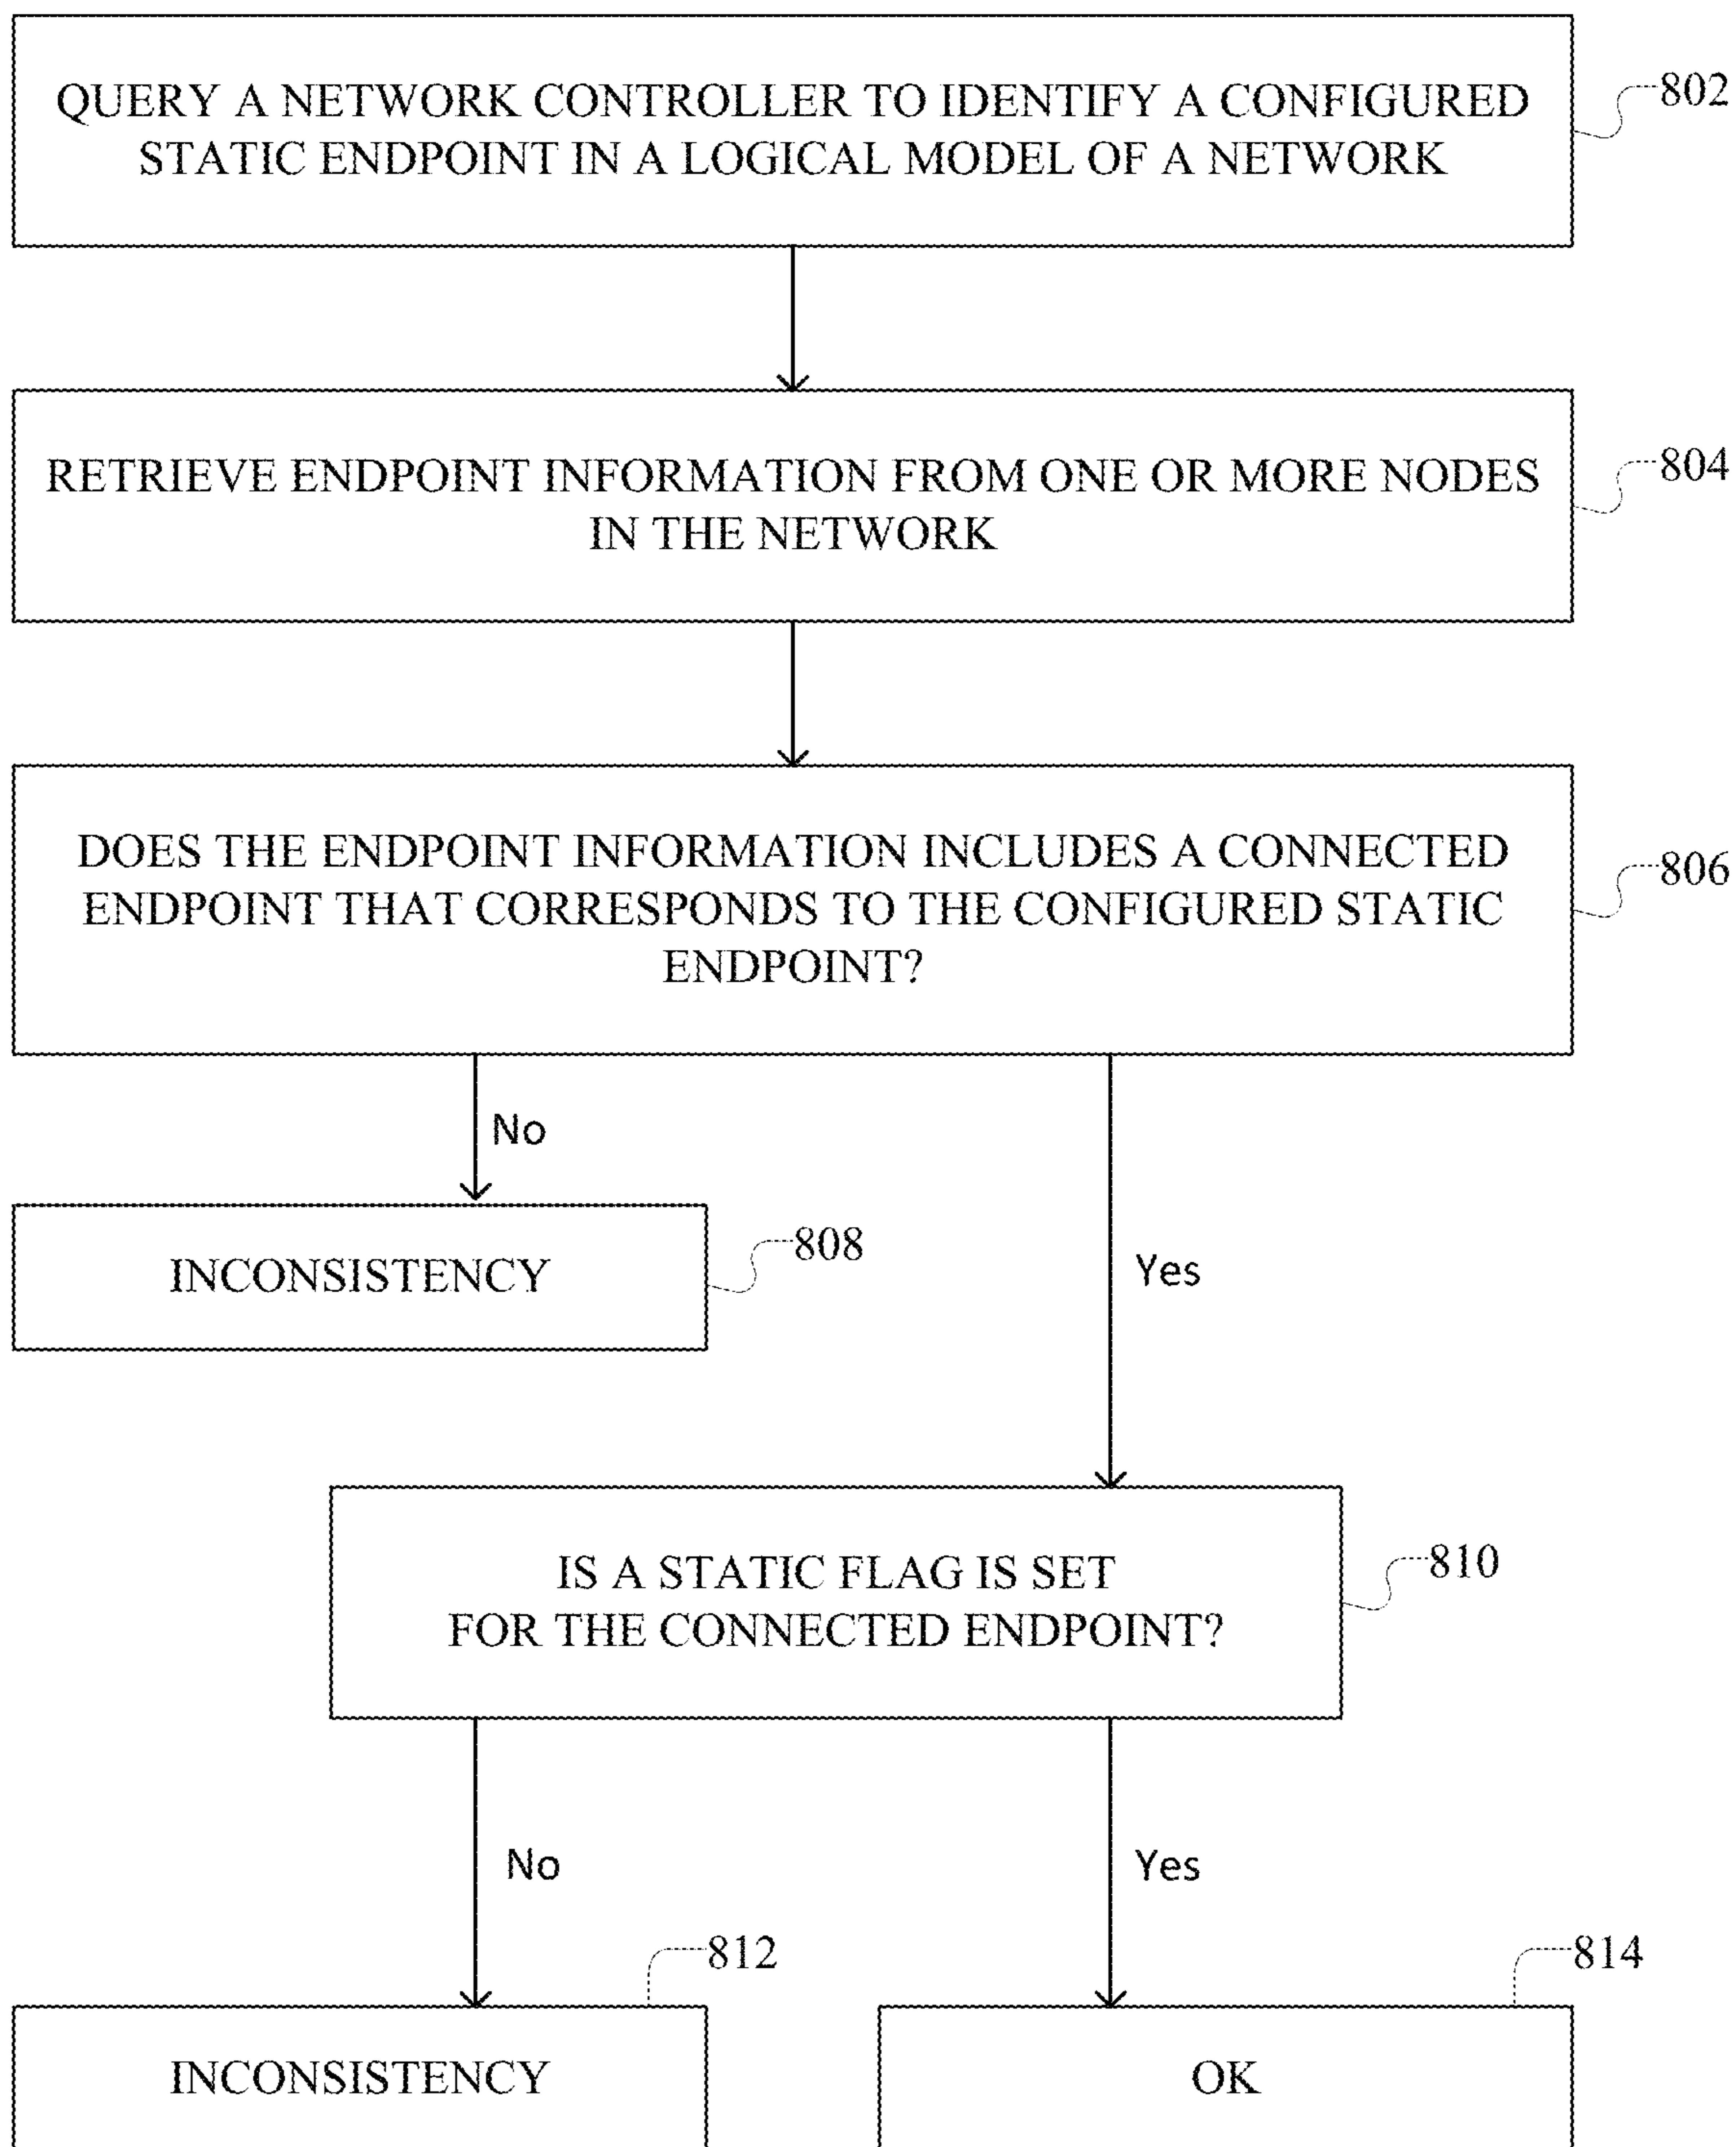 QUERY A NETWORK CONTROLLER TO IDENTIFY A CONFIGURED
STATIC ENDPOINT IN A LOGICAL MODEL OF A NETWORK
802
RETRIEVE ENDPOINT INFORMATION FROM ONE OR MORE NODES
IN THE NETWORK
804
DOES THE ENDPOINT INFORMATION INCLUDES A CONNECTED
ENDPOINT THAT CORRESPONDS TO THE CONFIGURED STATIC
ENDPOINT?
806
No
INCONSISTENCY
808
Yes
IS A STATIC FLAG IS SET
FOR THE CONNECTED ENDPOINT?
810
No
Yes
812
INCONSISTENCY
814
OK